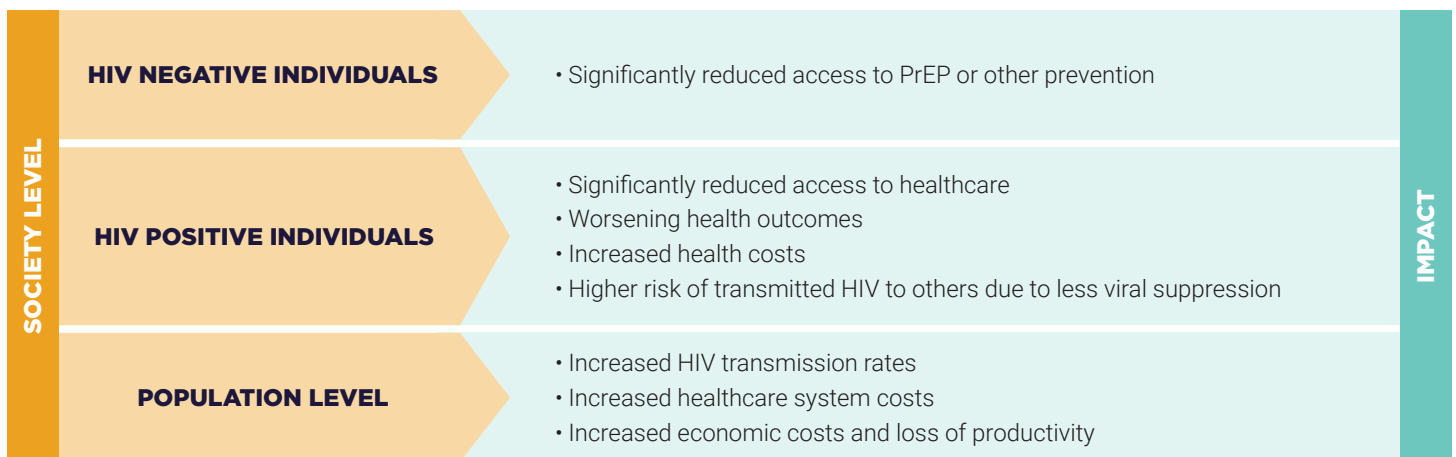 SOCIETY LEVEL
HIV NEGATIVE INDIVIDUALS
• Significantly reduced access to PrEP or other prevention
HIV POSITIVE INDIVIDUALS
• Significantly reduced access to healthcare
• Worsening health outcomes
• Increased health costs
• Higher risk of transmitted HIV to others due to less viral suppression
POPULATION LEVEL
• Increased HIV transmission rates
• Increased healthcare system costs
• Increased economic costs and loss of productivity
IMPACT